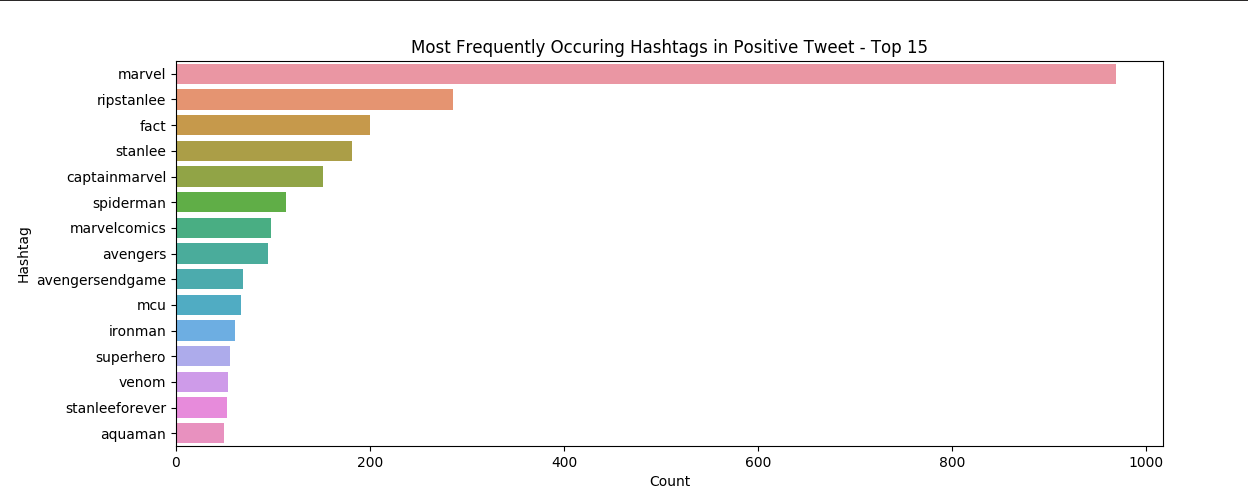 Most Frequently Occuring Hashtags in Positive Tweet - Top 15
marvel
ripstanlee
fact
stanlee
captainmarvel
spiderman
marvelcomics
avengers
avengersendgame
mcu
ironman
superhero
venom
stanleeforever
aquaman
Hashtag
0 200 400 600 800 1000
Count